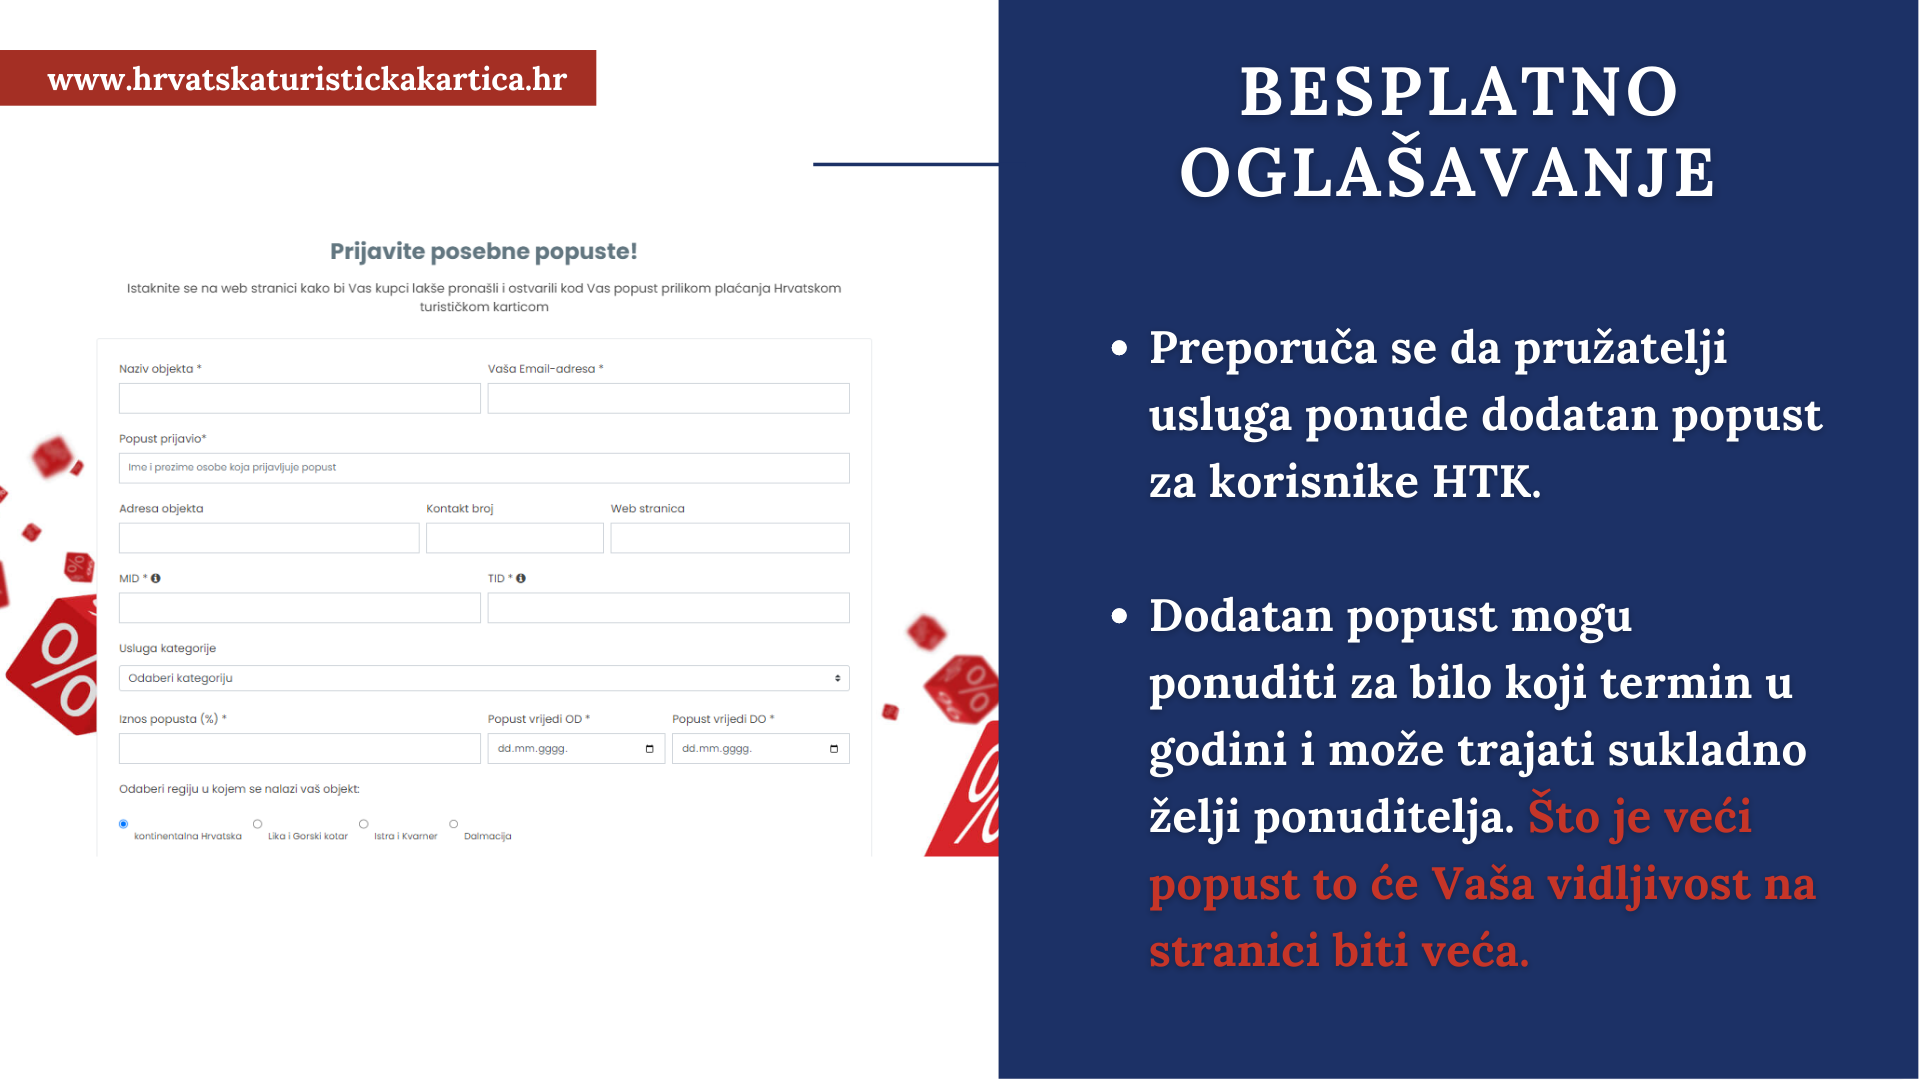 www.hrvatskaturistickakartica.hr
Prijavite posebne popuste!
Istaknite se na web stranici kako bi Vas kupci lakše pronašli i ostvarili kod Vas popust prilikom plaćanja Hrvatskom
turističkom karticom
Naziv objekta * Vaša Email-adresa *
Popust prijavio*
Ime i prezime osobe koja prijavljuje popust
Adresa objekta Kontakt broj Web stranica
MID * TID *
Usluga kategorije
Odaberi kategoriju
Iznos popusta (%) * Popust vrijedi OD * Popust vrijedi DO *
dd.mm.gggg. dd.mm.gggg.
Odaberi regiju u kojem se nalazi vaš objekt:
kontinentalna Hrvatska Lika i Gorski kotar Istra i Kvarner Dalmacija
%
%
%
%
%
BESPLATNO
OGLAŠAVANJE
• Preporuča se da pružatelji
usluga ponude dodatan popust
za korisnike HTK.
• Dodatan popust mogu
ponuditi za bilo koji termin u
godini i može trajati sukladno
želji ponuditelja. Što je veći
popust to će Vaša vidljivost na
stranici biti veća.